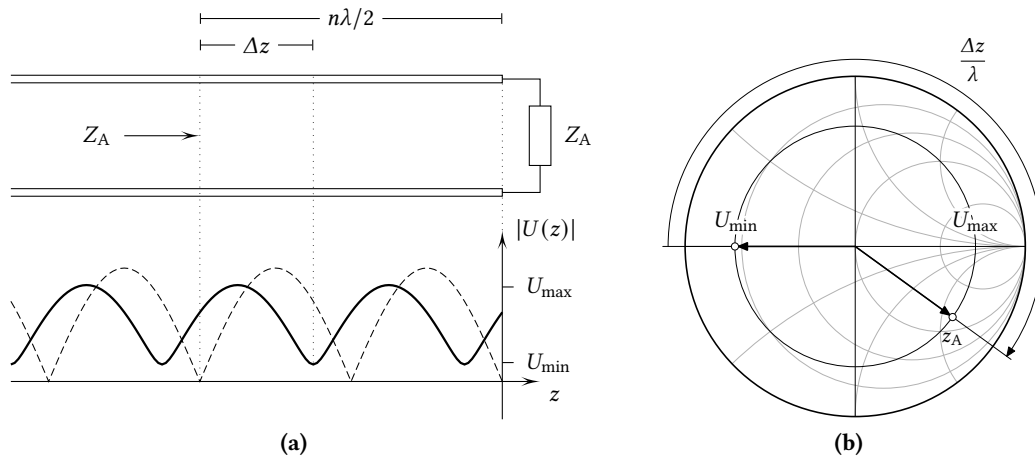 nλ/2
Δz
Z_A
Z_A
|U(z)|
U_max
U_min
z
(a)
Δz
λ
U_min
U_max
z_A
(b)